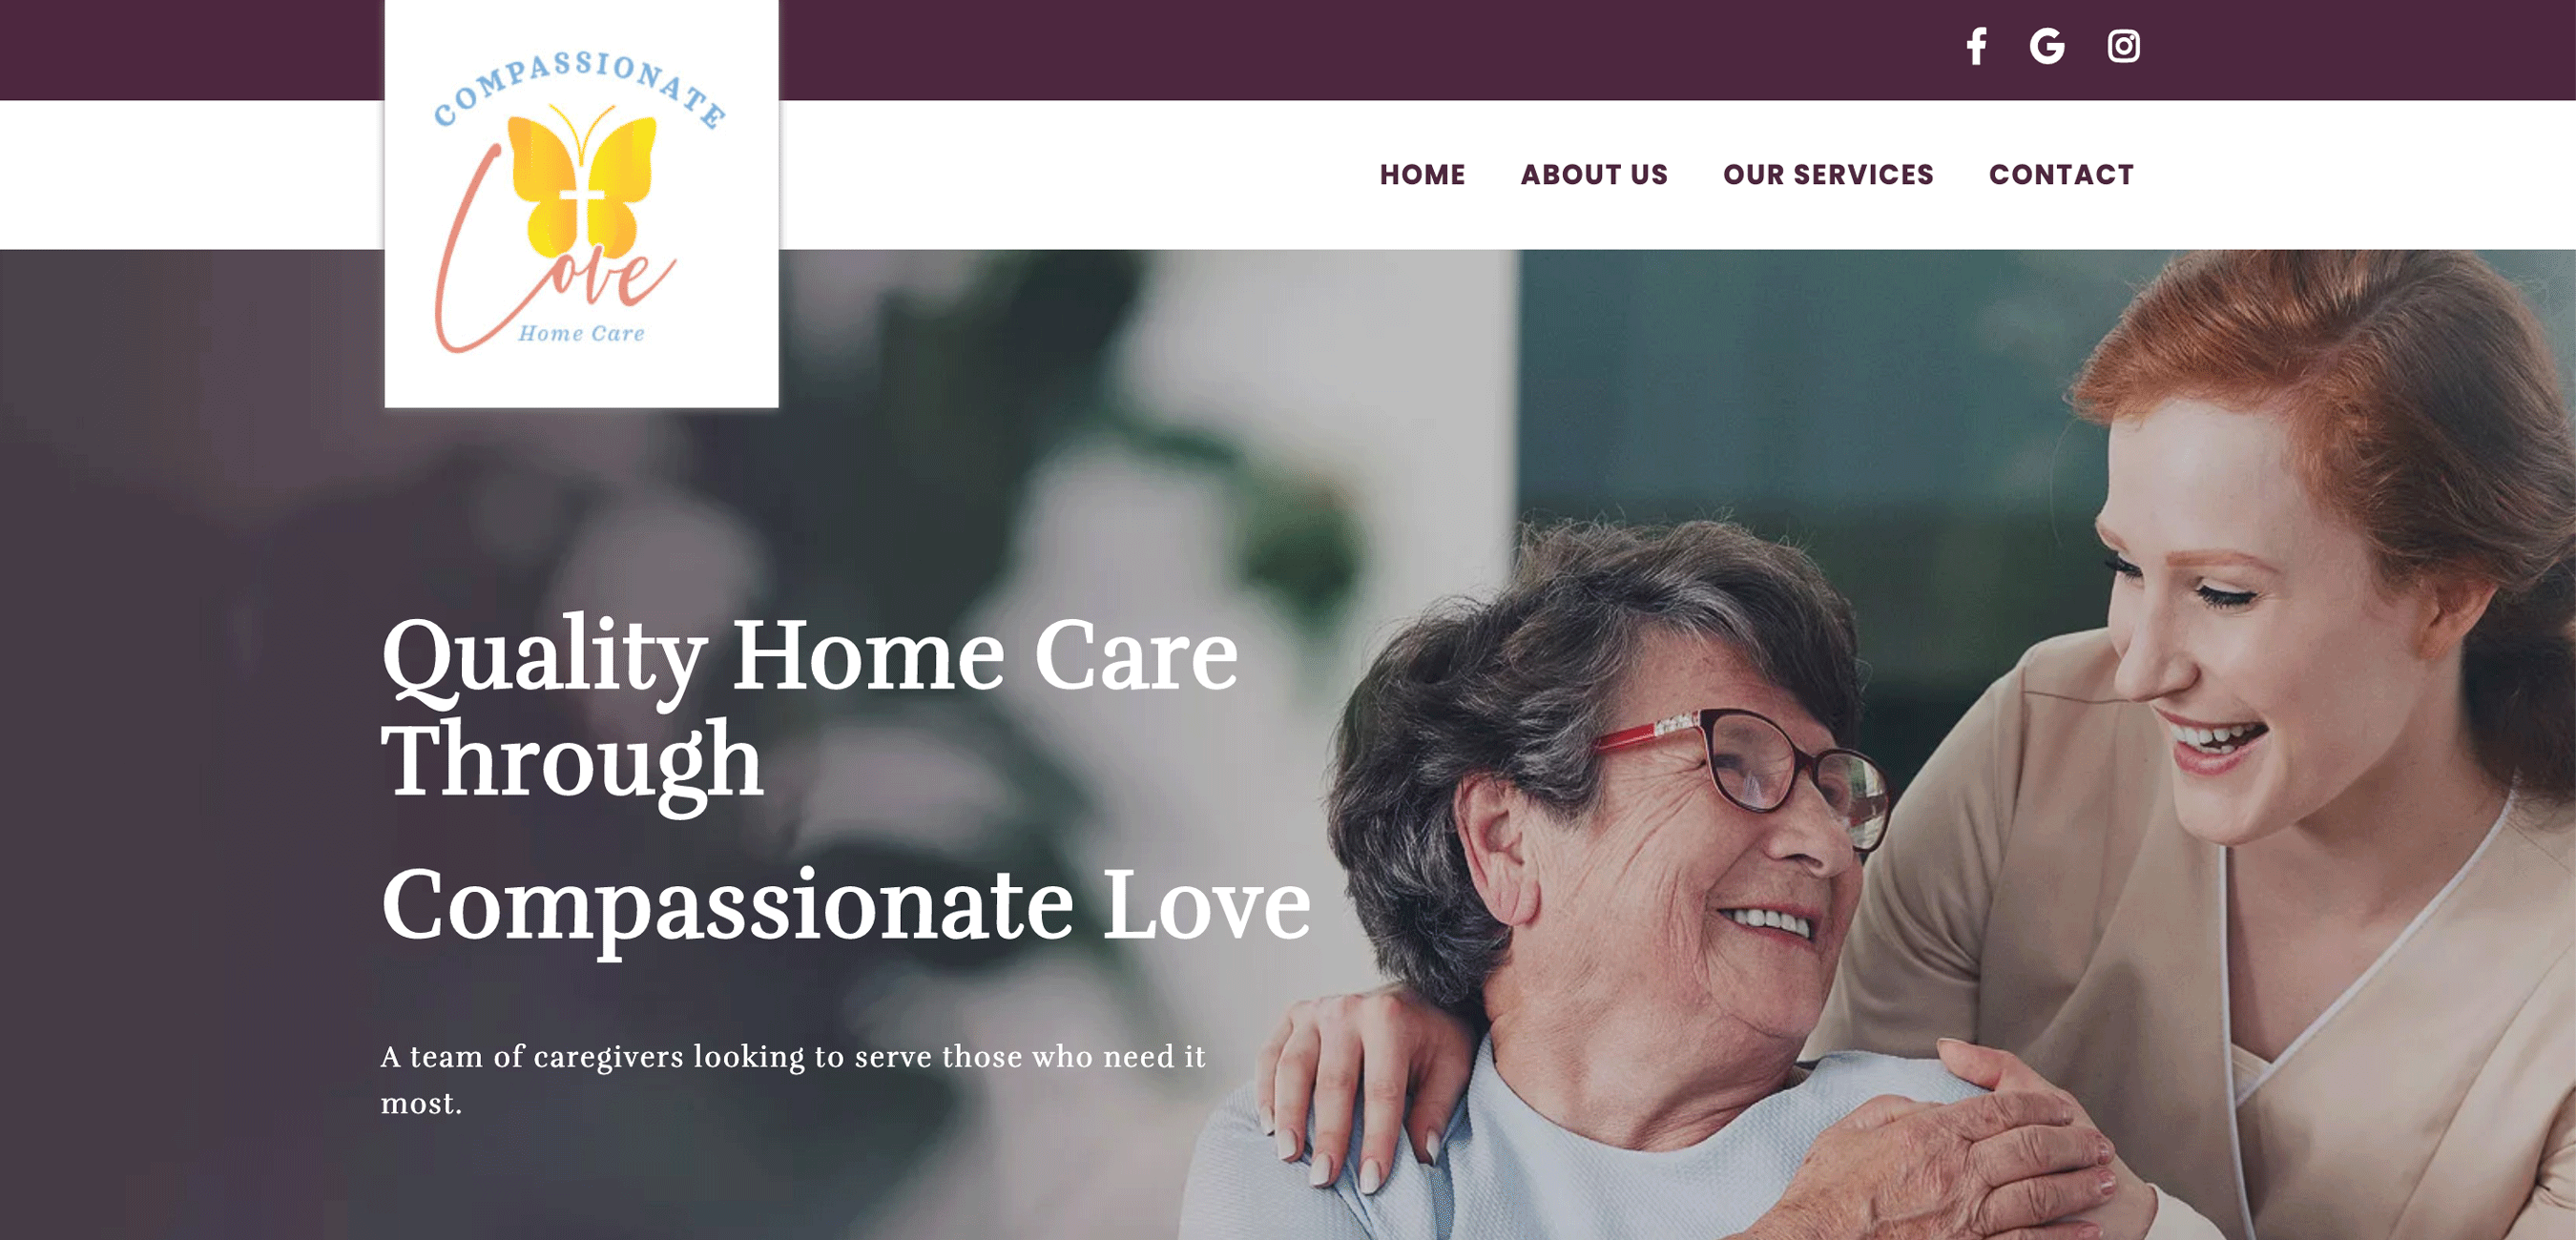 COMPASSIONATE
Love
Home Care
HOME ABOUT US OUR SERVICES CONTACT
Quality Home Care
Through
Compassionate Love
A team of caregivers looking to serve those who need it
most.